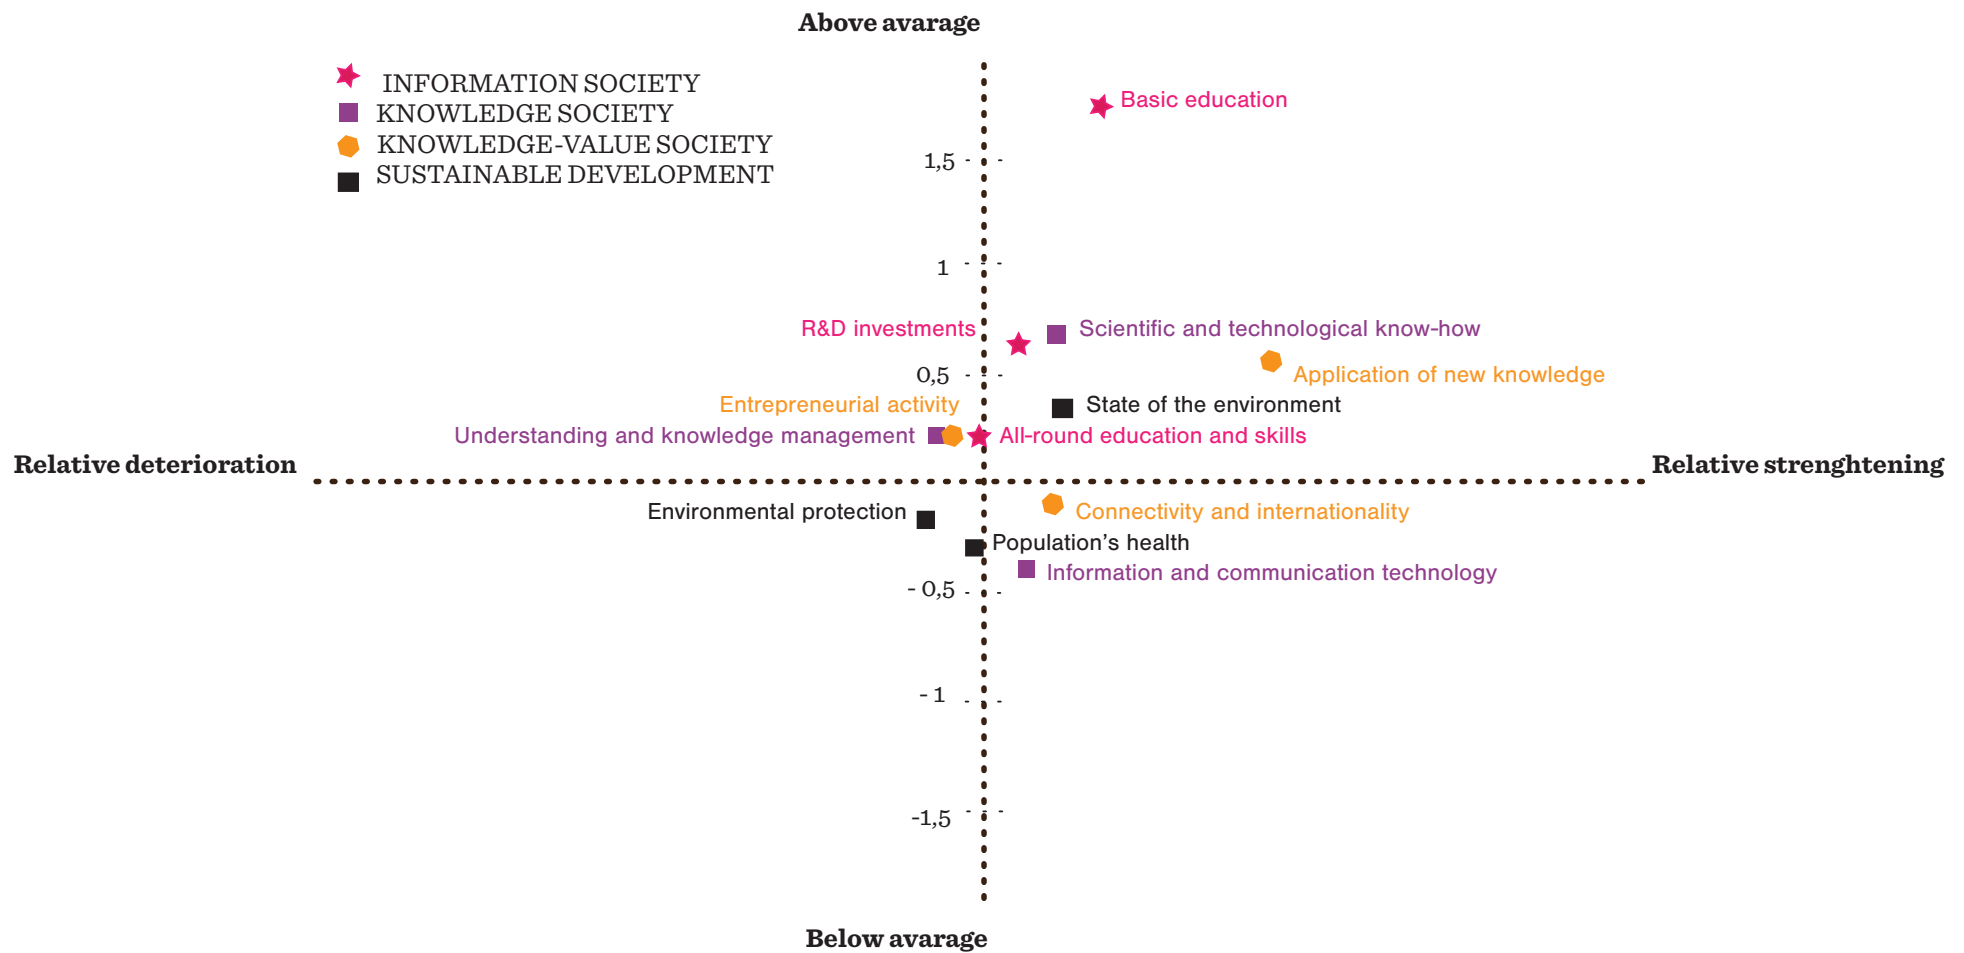 Above avarage
INFORMATION SOCIETY
KNOWLEDGE SOCIETY
KNOWLEDGE-VALUE SOCIETY
SUSTAINABLE DEVELOPMENT
Basic education
1,5
1
R&D investments
Scientific and technological know-how
0,5
Application of new knowledge
Entrepreneurial activity
State of the environment
Understanding and knowledge management
All-round education and skills
Relative deterioration
Relative strenghtening
Environmental protection
Connectivity and internationality
Population’s health
Information and communication technology
- 0,5
- 1
-1,5
Below avarage